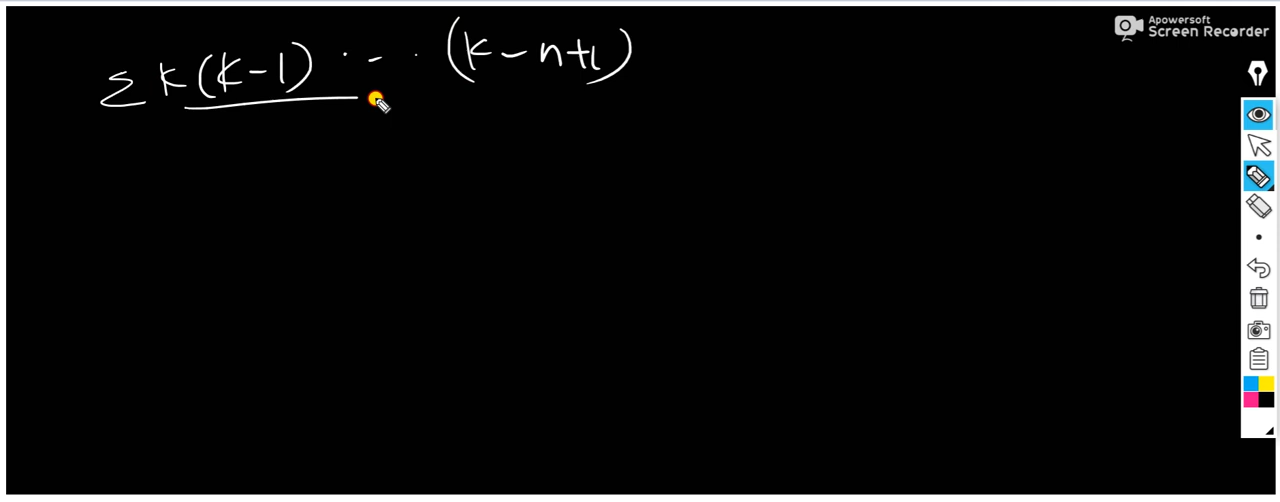 Σ k(k-1) ... (k-n+1)
Apowersoft
Screen Recorder